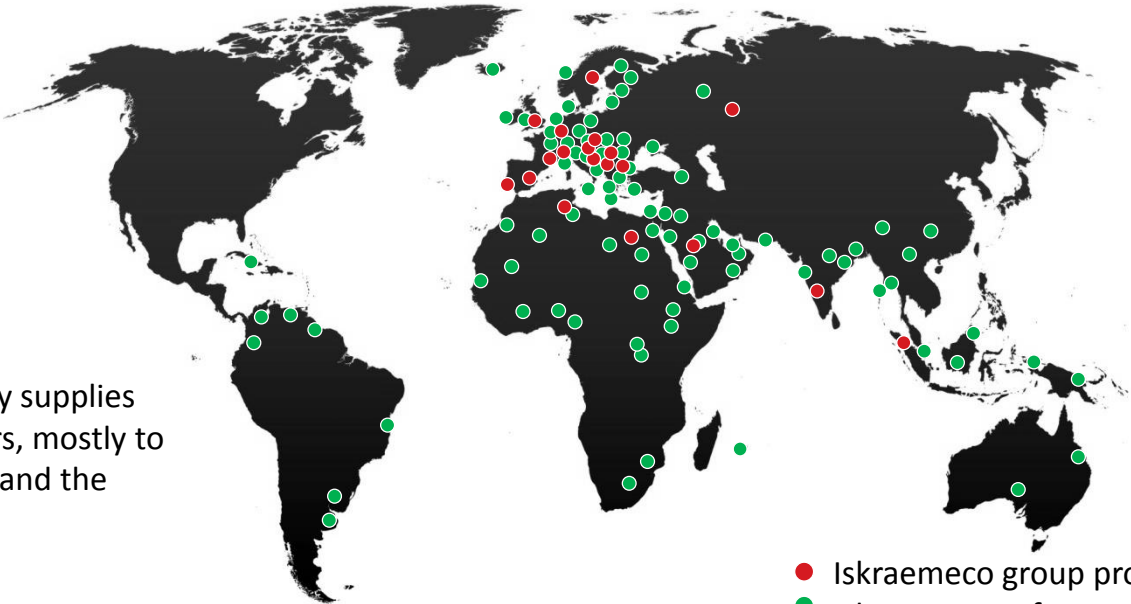 y supplies
rs, mostly to
and the
Iskraemeco group pro